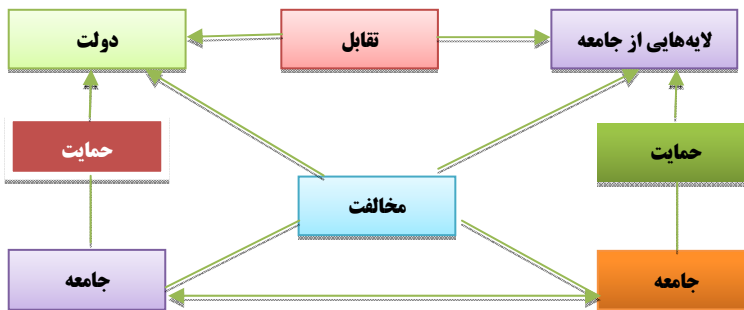 لایه‌هایی از جامعه
تقابل
دولت
حمایت
حمایت
مخالفت
جامعه
جامعه